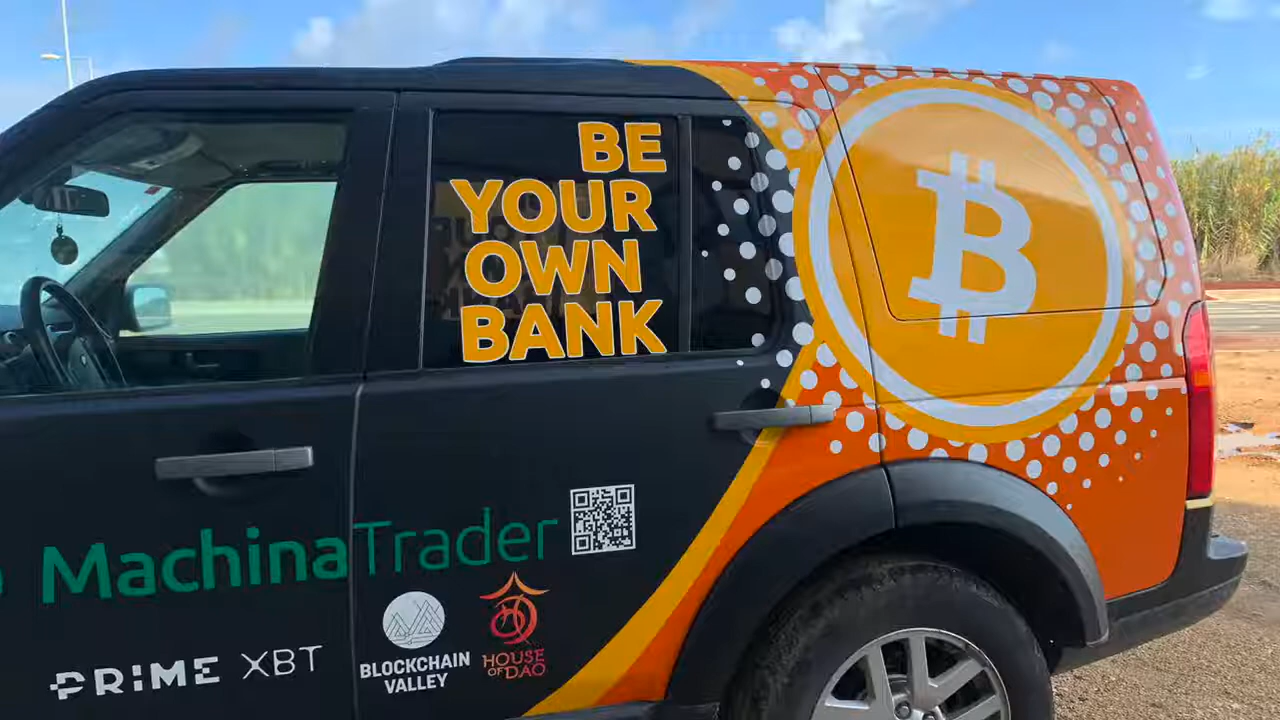 BE
YOUR
OWN
BANK
MachinaTrader
PRIME XBT
BLOCKCHAIN
VALLEY
HOUSE
OF DAO